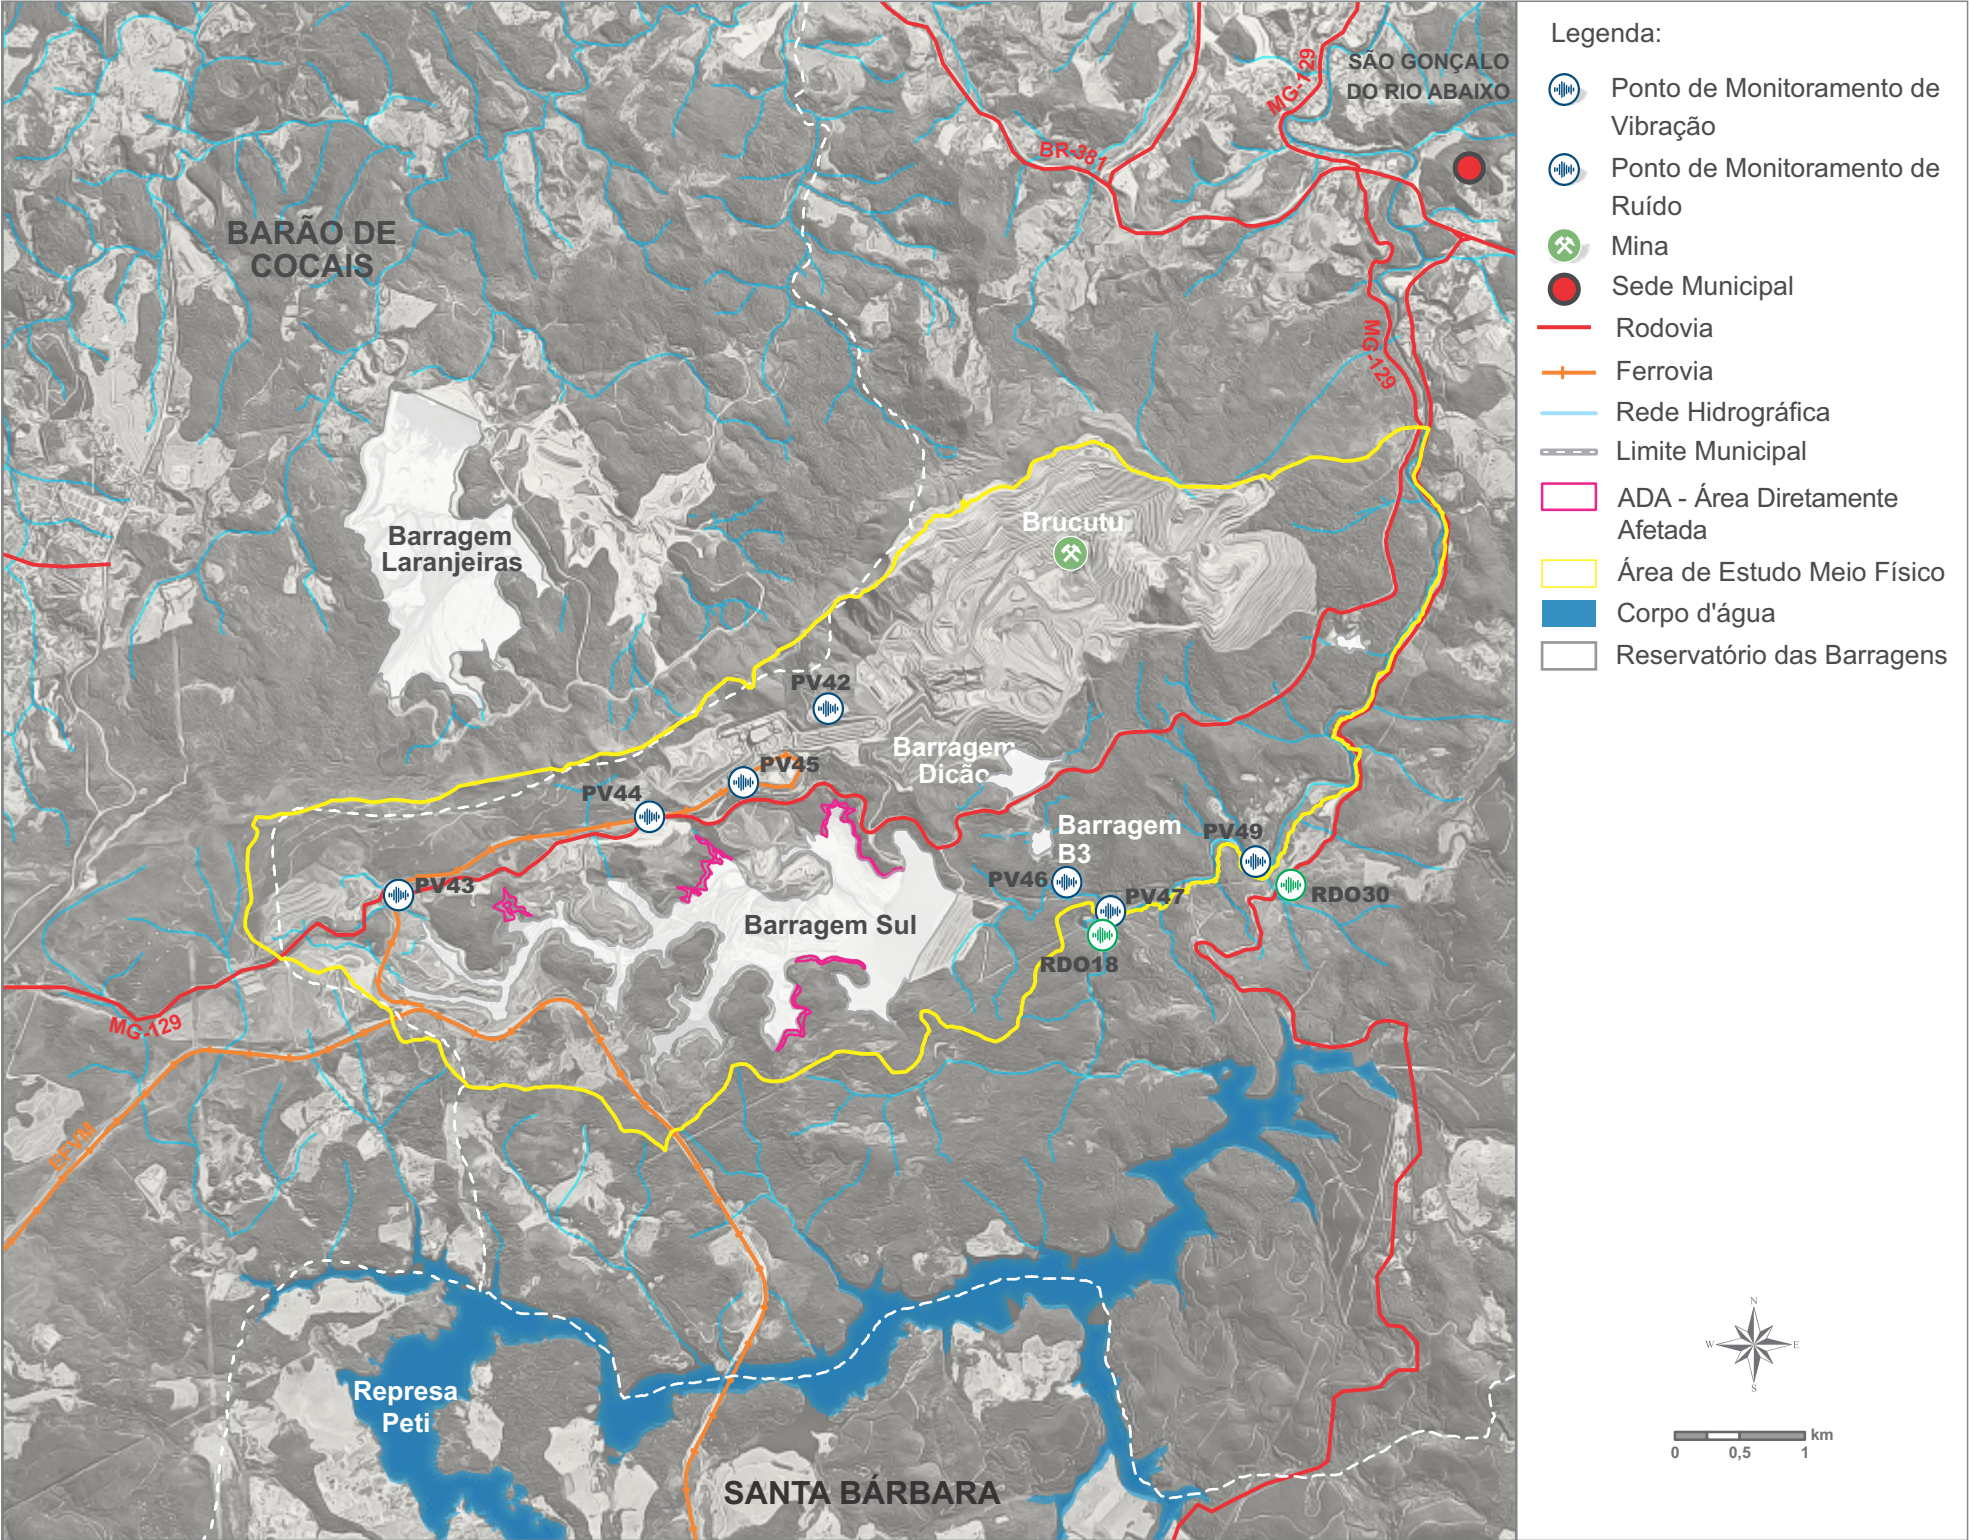 SÃO GONÇALO
DO RIO ABAIXO
MG-129
BR-381
BARÃO DE
COCAIS
MG-129
Barragem
Laranjeiras
Brucutu
PV42
Barragem
Dicão
PV45
PV44
Barragem
B3
PV49
PV43
PV46
PV47
RDO30
Barragem Sul
RDO18
MG-129
EFVM
Represa
Peti
SANTA BÁRBARA
Legenda:
Ponto de Monitoramento de
Vibração
Ponto de Monitoramento de
Ruído
Mina
Sede Municipal
Rodovia
Ferrovia
Rede Hidrográfica
Limite Municipal
ADA - Área Diretamente
Afetada
Área de Estudo Meio Físico
Corpo d'água
Reservatório das Barragens
N
W
E
S
km
0
0,5
1